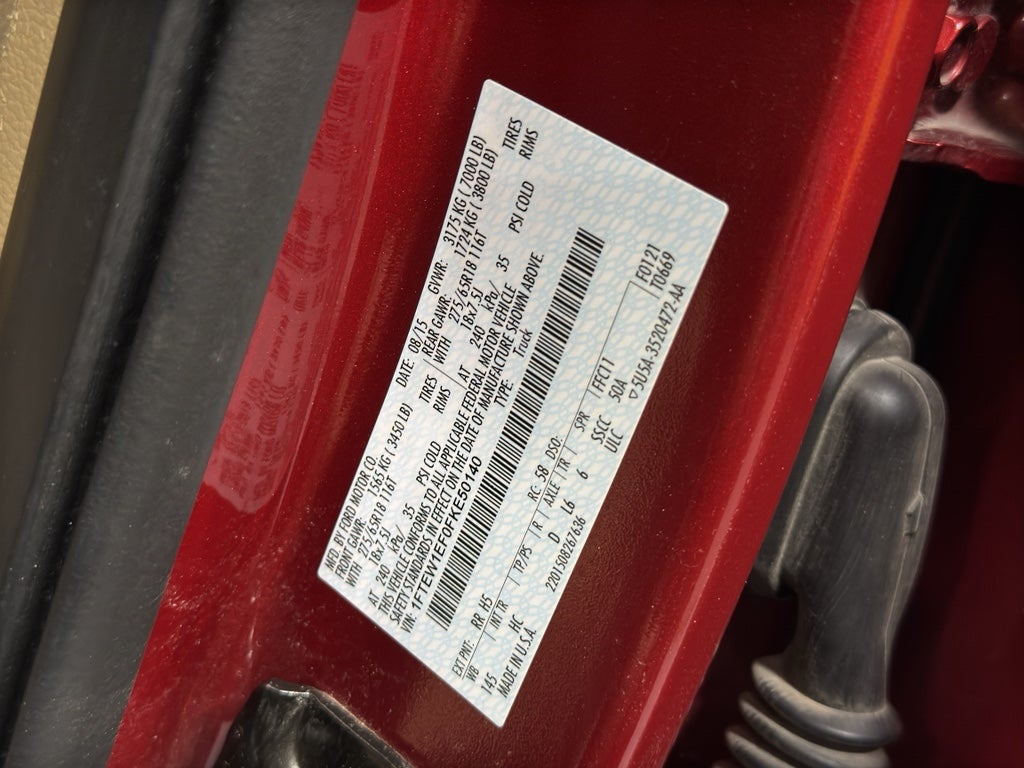 MFD. BY FORD MOTOR CO.
DATE: 08/15 GVWR: 3175 KG ( 7000 LB)
FRONT GAWR: 1565 KG ( 3450 LB) REAR GAWR: 1724 KG ( 3800 LB)
WITH 275/65R18 116T TIRES WITH 275/65R18 116T TIRES
18x7.5J RIMS 18x7.5J RIMS
AT 240 kPa/ 35 PSI COLD AT 240 kPa/ 35 PSI COLD
THIS VEHICLE CONFORMS TO ALL APPLICABLE FEDERAL MOTOR VEHICLE
SAFETY STANDARDS IN EFFECT ON THE DATE OF MANUFACTURE SHOWN ABOVE.
VIN: 1FTEW1EF0FKE50140 TYPE: Truck
EXT PNT: RR H5 RC: 58 DSO: F0121
WB INT TR TP/PS R AXLE TR SPR FFC11 T0669
145 HC D L6 6 SSCC 50A
MADE IN U.S.A. 2201508267636 ULC ▽5U5A-3520472-AA